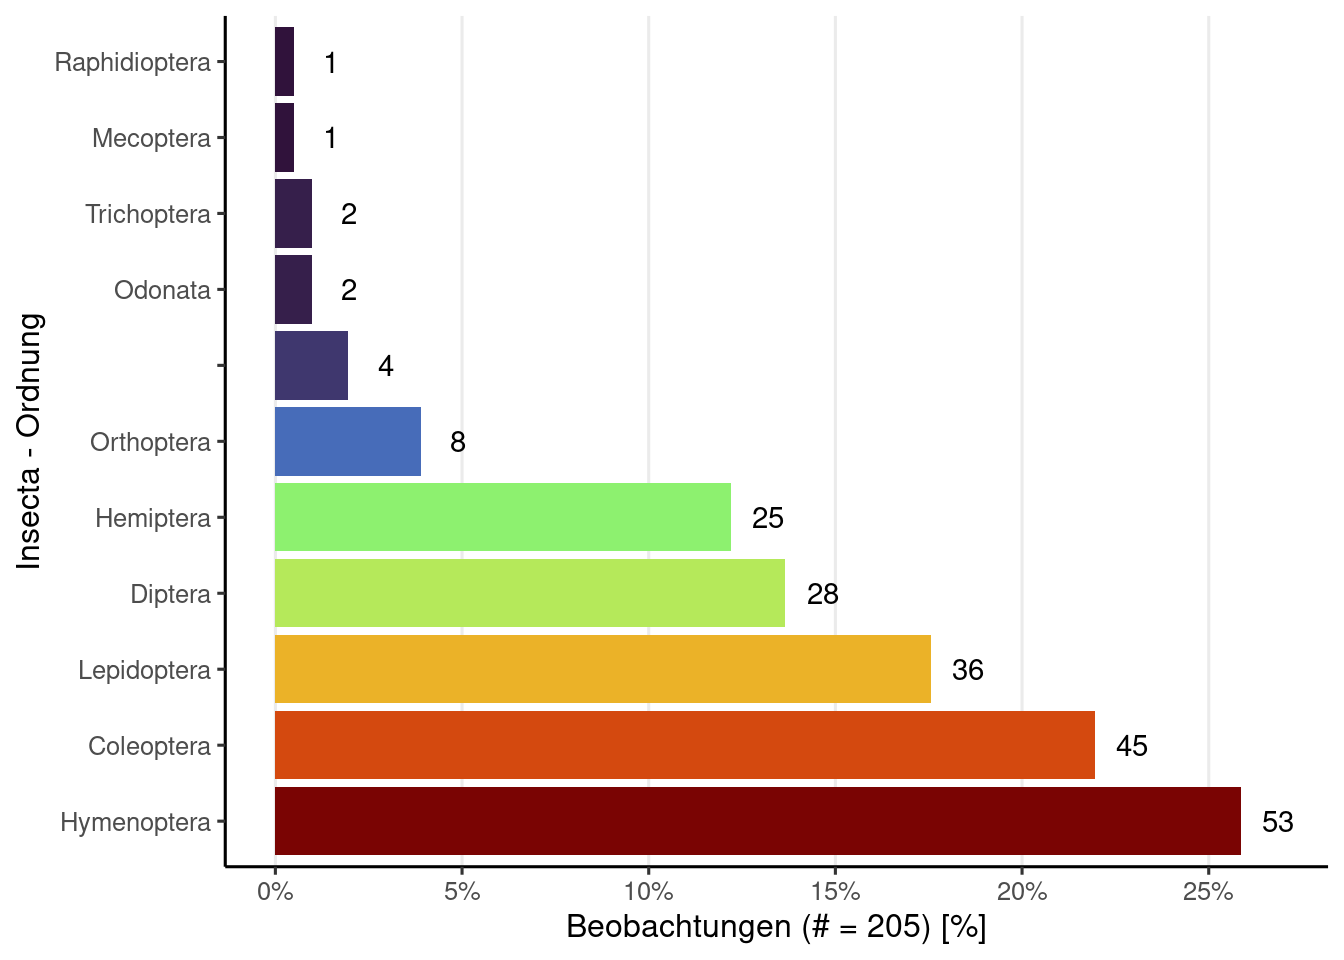 Raphidioptera 1
Mecoptera 1
Trichoptera 2
Odonata 2
4
Orthoptera 8
Hemiptera 25
Diptera 28
Lepidoptera 36
Coleoptera 45
Hymenoptera 53
Insecta - Ordnung
0% 5% 10% 15% 20% 25%
Beobachtungen (# = 205) [%]